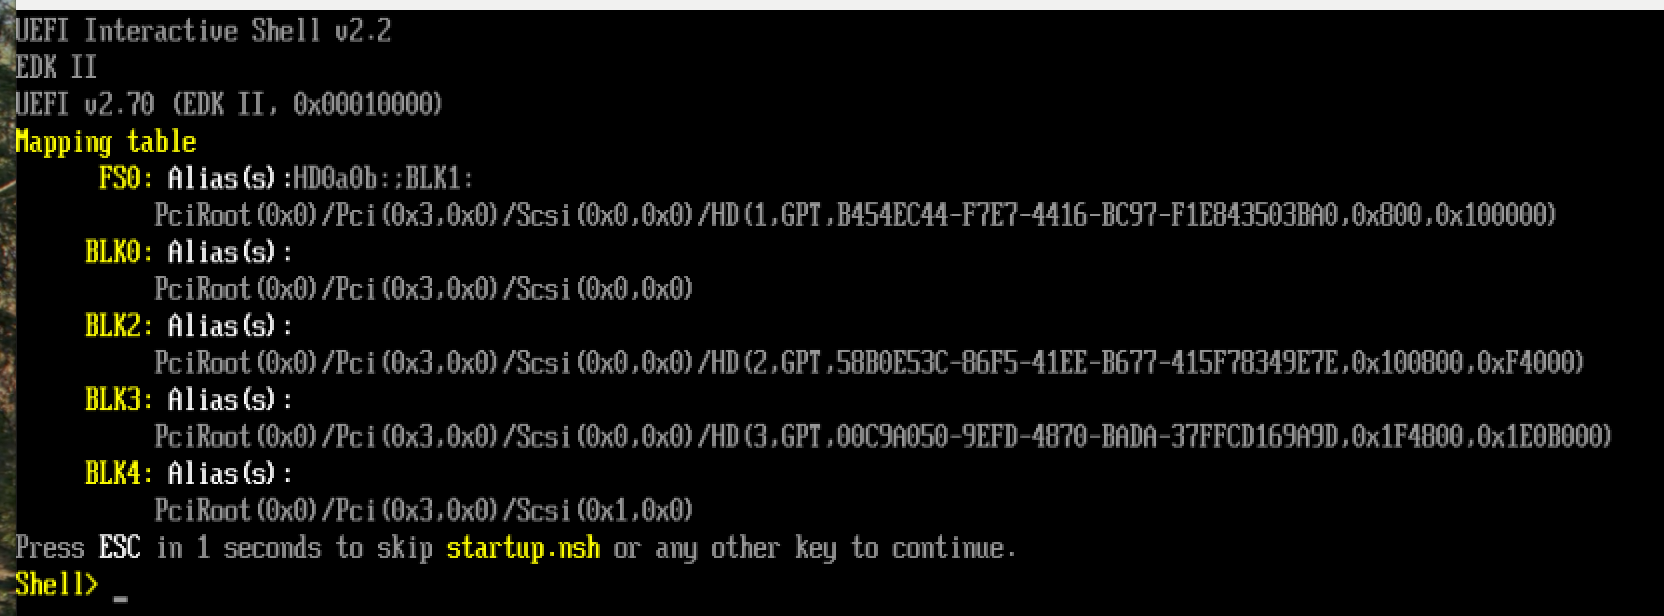 UEFI Interactive Shell v2.2
EDK II
UEFI v2.70 (EDK II, 0x00010000)
Mapping table
FS0: Alias(s):HD0a0b:;BLK1:
PciRoot(0x0)/Pci(0x3,0x0)/Scsi(0x0,0x0)/HD(1,GPT,B454EC44-F7E7-4416-BC97-F1E843503BA0,0x800,0x100000)
BLK0: Alias(s):
PciRoot(0x0)/Pci(0x3,0x0)/Scsi(0x0,0x0)
BLK2: Alias(s):
PciRoot(0x0)/Pci(0x3,0x0)/Scsi(0x0,0x0)/HD(2,GPT,58B0E53C-86F5-41EE-B677-415F78349E7E,0x100800,0xF4000)
BLK3: Alias(s):
PciRoot(0x0)/Pci(0x3,0x0)/Scsi(0x0,0x0)/HD(3,GPT,00C9A050-9EFD-4870-BADA-37FFCD169A9D,0x1F4800,0x1E0B000)
BLK4: Alias(s):
PciRoot(0x0)/Pci(0x3,0x0)/Scsi(0x1,0x0)
Press ESC in 1 seconds to skip startup.nsh or any other key to continue.
Shell> _